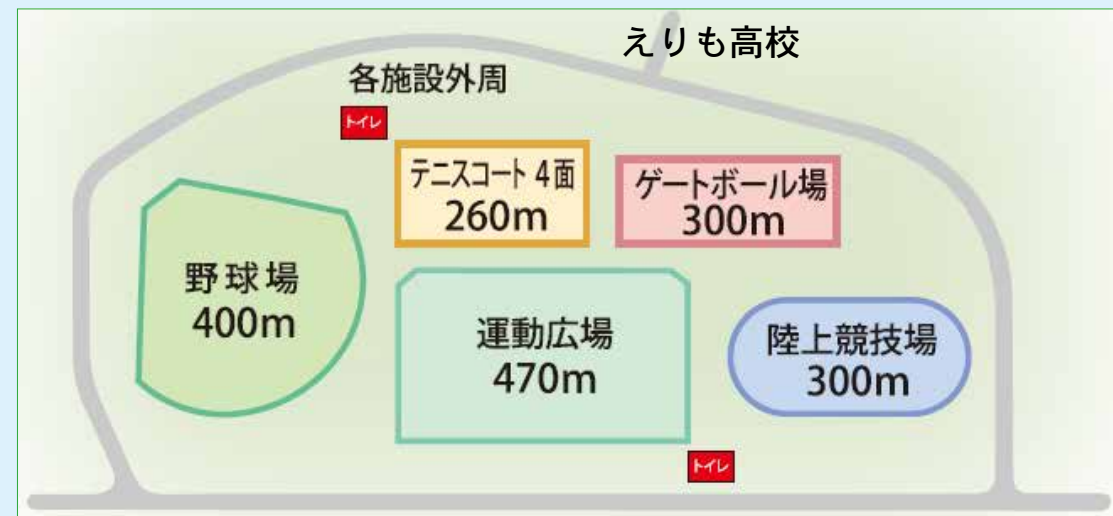 えりも高校
各施設外周
トイレ
テニスコート 4面
260m
ゲートボール場
300m
野球場
400m
運動広場
470m
陸上競技場
300m
トイレ